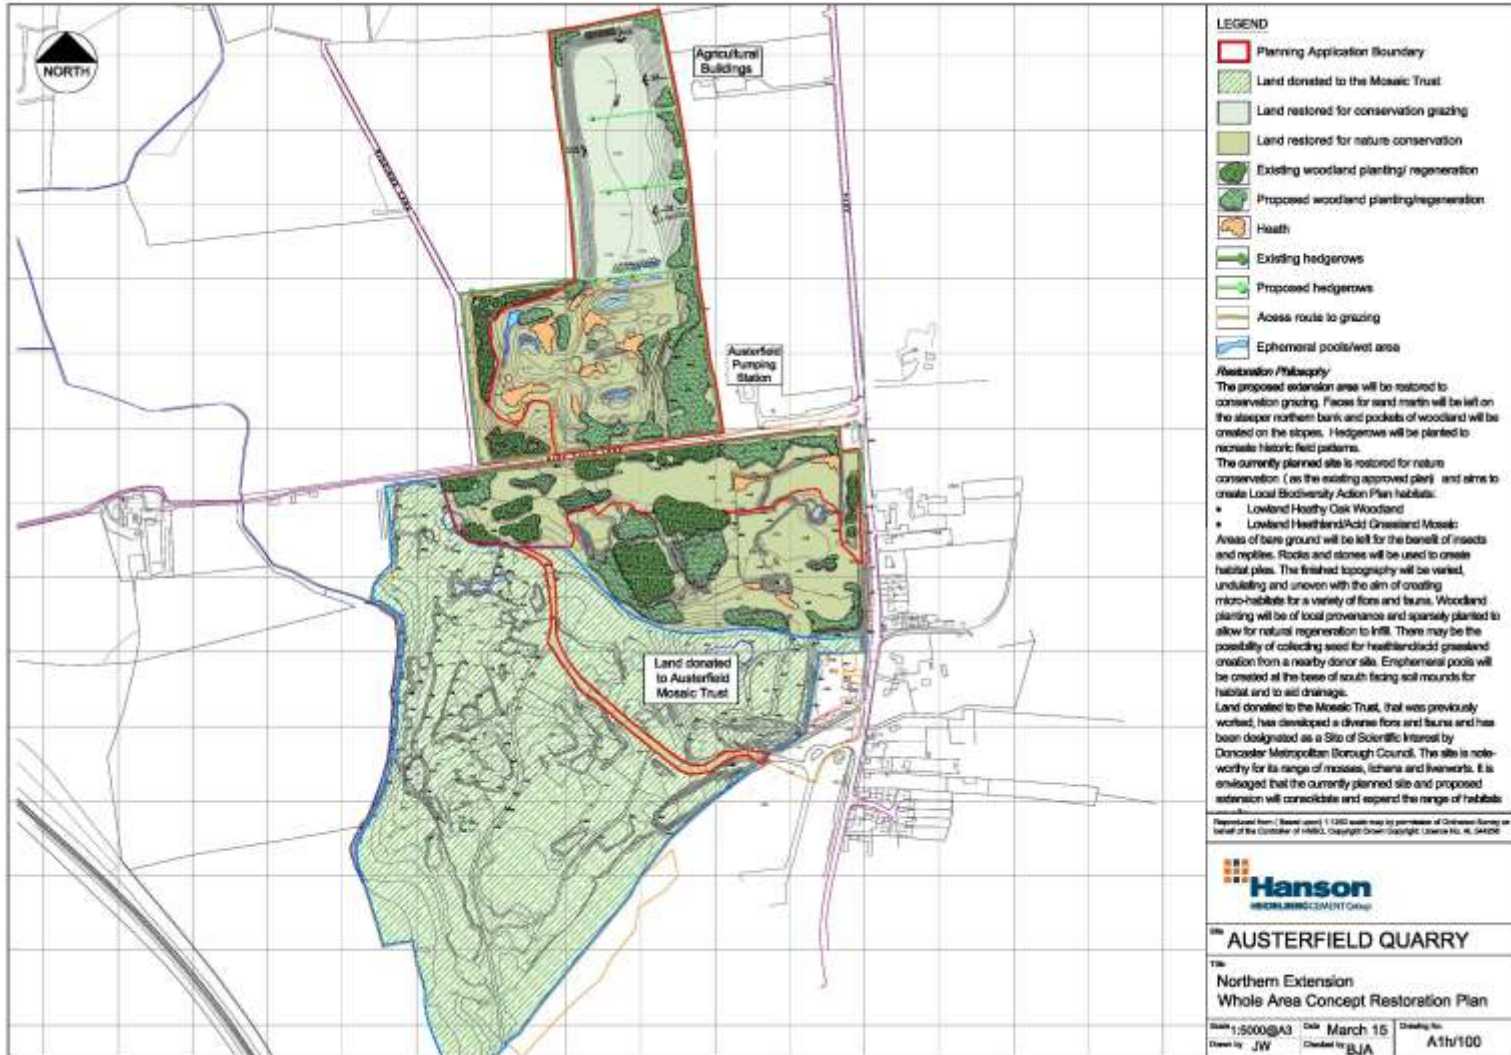 NORTH
Agricultural
Buildings
Austerfield
Pumping
Station
Land donated
to Austerfield
Mosaic Trust
LEGEND
Planning Application Boundary
Land donated to the Mosaic Trust
Land restored for conservation grazing
Land restored for nature conservation
Existing woodland planting/ regeneration
Proposed woodland planting/regeneration
Heath
Existing hedgerows
Proposed hedgerows
Acess route to grazing
Ephemeral pools/wet area
Restoration Philosophy
The proposed extension area will be restored to
conservation grazing. Faces for sand martin will be left on
the steeper northern bank and pockets of woodland will be
created on the slopes. Hedgerows will be planted to
recreate historic field patterns.
The currently planned site is restored for nature
conservation ( as the existing approved plan) and aims to
create Local Biodiversity Action Plan habitats:
• Lowland Heathy Oak Woodland
• Lowland Heathland/Acid Grassland Mosaic
Areas of bare ground will be left for the benefit of insects
and reptiles. Rocks and stones will be used to create
habitat piles. The finished topography will be varied,
undulating and uneven with the aim of creating
micro-habitats for a variety of flora and fauna. Woodland
planting will be of local provenance and sparsely planted to
allow for natural regeneration to infill. There may be the
possibility of collecting seed for heathland/acid grassland
creation from a nearby donor site. Emphemeral pools will
be created at the base of south facing soil mounds for
habitat and to aid drainage.
Land donated to the Mosaic Trust, that was previously
worked, has developed a diverse flora and fauna and has
been designated as a Site of Scientific Interest by
Doncaster Metropolitan Borough Council. The site is note-
worthy for its range of mosses, lichens and liverworts. It is
envisaged that the currently planned site and proposed
extension will consolidate and expand the range of habitats
Hanson
HEIDELBERGCEMENT Group
Site AUSTERFIELD QUARRY
Title
Northern Extension
Whole Area Concept Restoration Plan
Scale 1:5000@A3 Date March 15 Drawing No.
Drawn by JW Checked by BJA A1h/100